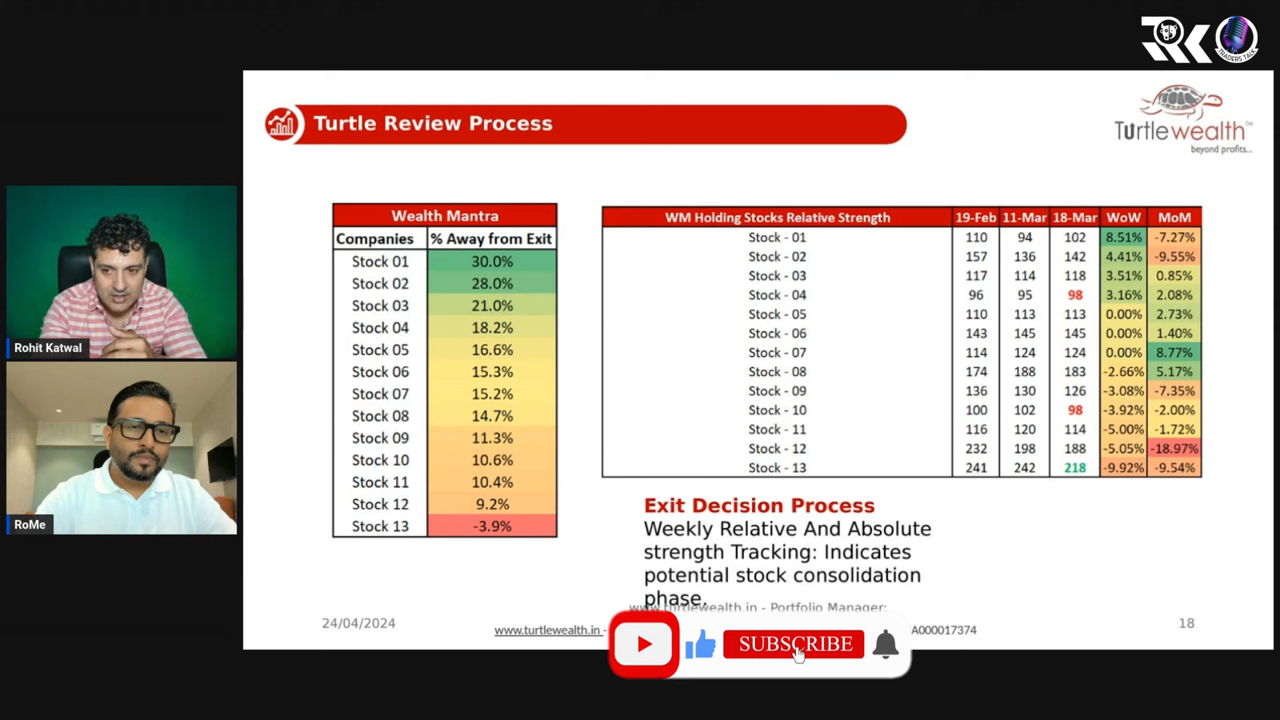 RK
TRADERS TALK
Turtle Review Process
Turtlewealth™
beyond profits...
Wealth Mantra
Companies % Away from Exit
Stock 01 30.0%
Stock 02 28.0%
Stock 03 21.0%
Stock 04 18.2%
Stock 05 16.6%
Stock 06 15.3%
Stock 07 15.2%
Stock 08 14.7%
Stock 09 11.3%
Stock 10 10.6%
Stock 11 10.4%
Stock 12 9.2%
Stock 13 -3.9%
WM Holding Stocks Relative Strength 19-Feb 11-Mar 18-Mar WoW MoM
Stock - 01 110 94 102 8.51% -7.27%
Stock - 02 157 136 142 4.41% -9.55%
Stock - 03 117 114 118 3.51% 0.85%
Stock - 04 96 95 98 3.16% 2.08%
Stock - 05 110 113 113 0.00% 2.73%
Stock - 06 143 145 145 0.00% 1.40%
Stock - 07 114 124 124 0.00% 8.77%
Stock - 08 174 188 183 -2.66% 5.17%
Stock - 09 136 130 126 -3.08% -7.35%
Stock - 10 100 102 98 -3.92% -2.00%
Stock - 11 116 120 114 -5.00% -1.72%
Stock - 12 232 198 188 -5.05% -18.97%
Stock - 13 241 242 218 -9.92% -9.54%
Exit Decision Process
Weekly Relative And Absolute
strength Tracking: Indicates
potential stock consolidation
phase.
www.turtlewealth.in - Portfolio Manager:
24/04/2024
www.turtlewealth.in -
A000017374
18
SUBSCRIBE
Rohit Katwal
RoMe